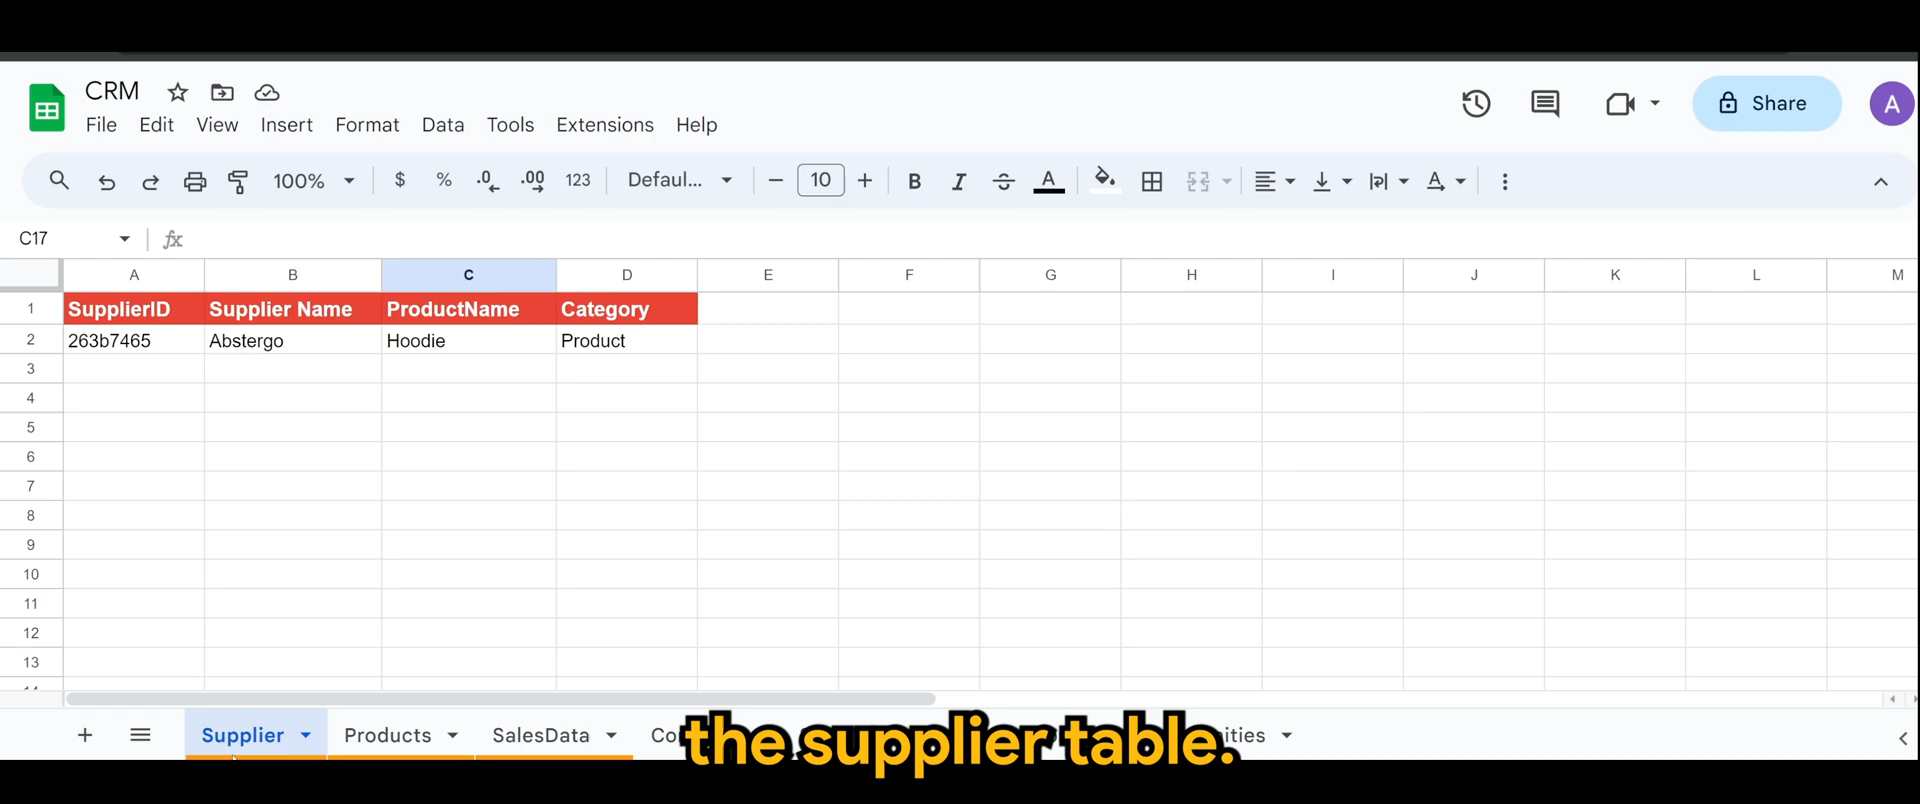 CRM
File Edit View Insert Format Data Tools Extensions Help
Share
A
100% $ % .0 .00 123 Defaul... 10 B I A A
C17 fx
A B C D E F G H I J K L M
1 SupplierID Supplier Name ProductName Category
2 263b7465 Abstergo Hoodie Product
3
4
5
6
7
8
9
10
11
12
13
14
Supplier Products SalesData Co
the supplier table.